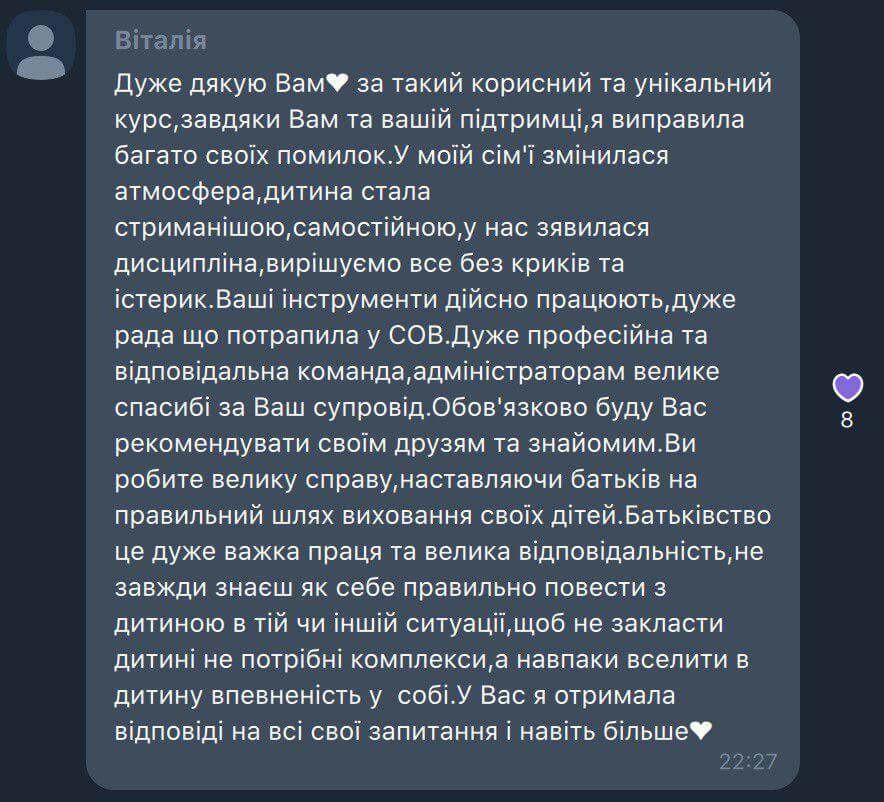 Віталія
Дуже дякую Вам❤ за такий корисний та унікальний
курс,завдяки Вам та вашій підтримці,я виправила
багато своїх помилок.У моїй сім'ї змінилася
атмосфера,дитина стала
стриманішою,самостійною,у нас зявилася
дисципліна,вирішуємо все без криків та
істерик.Ваші інструменти дійсно працюють,дуже
рада що потрапила у СОВ.Дуже професійна та
відповідальна команда,адміністраторам велике
спасибі за Ваш супровід.Обов'язково буду Вас
рекомендувати своїм друзям та знайомим.Ви
робите велику справу,наставляючи батьків на
правильний шлях виховання своїх дітей.Батьківство
це дуже важка праця та велика відповідальність,не
завжди знаєш як себе правильно повести з
дитиною в тій чи іншій ситуації,щоб не закласти
дитині не потрібні комплекси,а навпаки вселити в
дитину впевненість у  собі.У Вас я отримала
відповіді на всі свої запитання і навіть більше❤
22:27
8